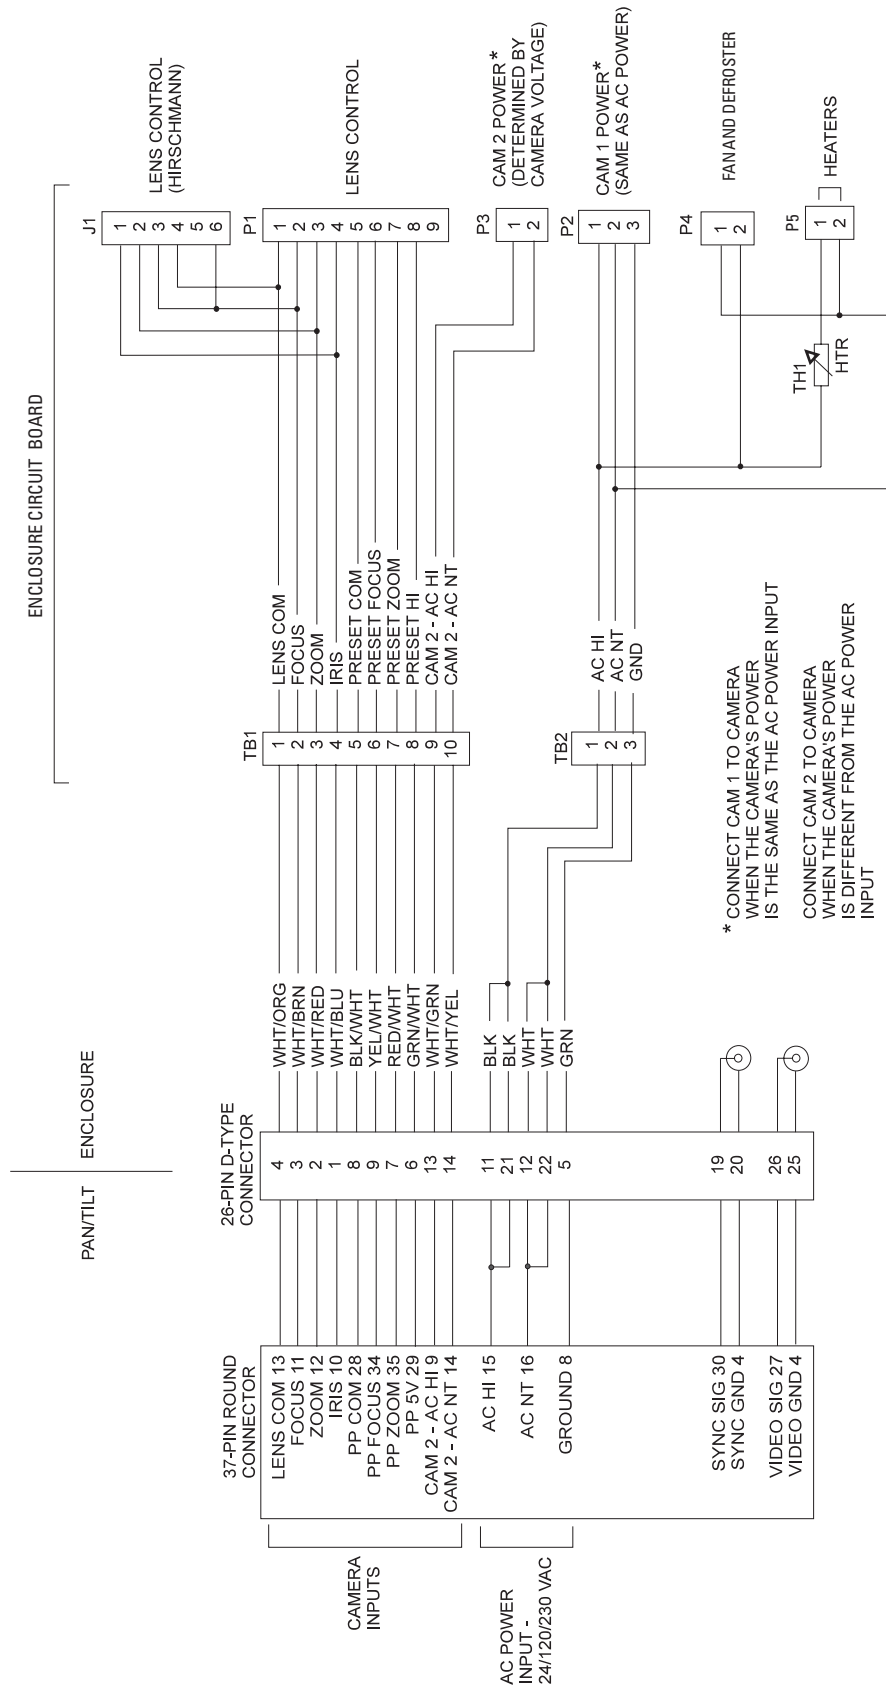 ENCLOSURE CIRCUIT BOARD
PAN/TILT
ENCLOSURE
37-PIN ROUND
CONNECTOR
26-PIN D-TYPE
CONNECTOR
CAMERA
INPUTS
LENS COM 13
FOCUS 11
ZOOM 12
IRIS 10
PP COM 28
PP FOCUS 34
PP ZOOM 35
PP 5V 29
CAM 2 - AC HI 9
CAM 2 - AC NT 14
AC POWER
INPUT -
24/120/230 VAC
AC HI 15
AC NT 16
GROUND 8
SYNC SIG 30
SYNC GND 4
VIDEO SIG 27
VIDEO GND 4
4
3
2
1
8
9
7
6
13
14
11
21
12
22
5
19
20
26
25
WHT/ORG
WHT/BRN
WHT/RED
WHT/BLU
BLK/WHT
YEL/WHT
RED/WHT
GRN/WHT
WHT/GRN
WHT/YEL
BLK
BLK
WHT
WHT
GRN
TB1
1
2
3
4
5
6
7
8
9
10
TB2
1
2
3
LENS COM
FOCUS
ZOOM
IRIS
PRESET COM
PRESET FOCUS
PRESET ZOOM
PRESET HI
CAM 2 - AC HI
CAM 2 - AC NT
AC HI
AC NT
GND
J1
1
2
3
4
5
6
LENS CONTROL
(HIRSCHMANN)
P1
1
2
3
4
5
6
7
8
9
LENS CONTROL
P3
1
2
CAM 2 POWER*
(DETERMINED BY
CAMERA VOLTAGE)
P2
1
2
3
CAM 1 POWER*
(SAME AS AC POWER)
P4
1
2
FAN AND DEFROSTER
P5
1
2
HEATERS
TH1
HTR
* CONNECT CAM 1 TO CAMERA
WHEN THE CAMERA'S POWER
IS THE SAME AS THE AC POWER INPUT
CONNECT CAM 2 TO CAMERA
WHEN THE CAMERA'S POWER
IS DIFFERENT FROM THE AC POWER
INPUT